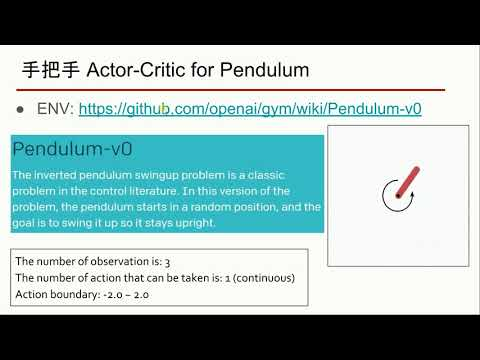 手把手 Actor-Critic for Pendulum
● ENV: https://github.com/openai/gym/wiki/Pendulum-v0
Pendulum-v0
The inverted pendulum swingup problem is a classic
problem in the control literature. In this version of the
problem, the pendulum starts in a random position, and the
goal is to swing it up so it stays upright.
The number of observation is: 3
The number of action that can be taken is: 1 (continuous)
Action boundary: -2.0 – 2.0